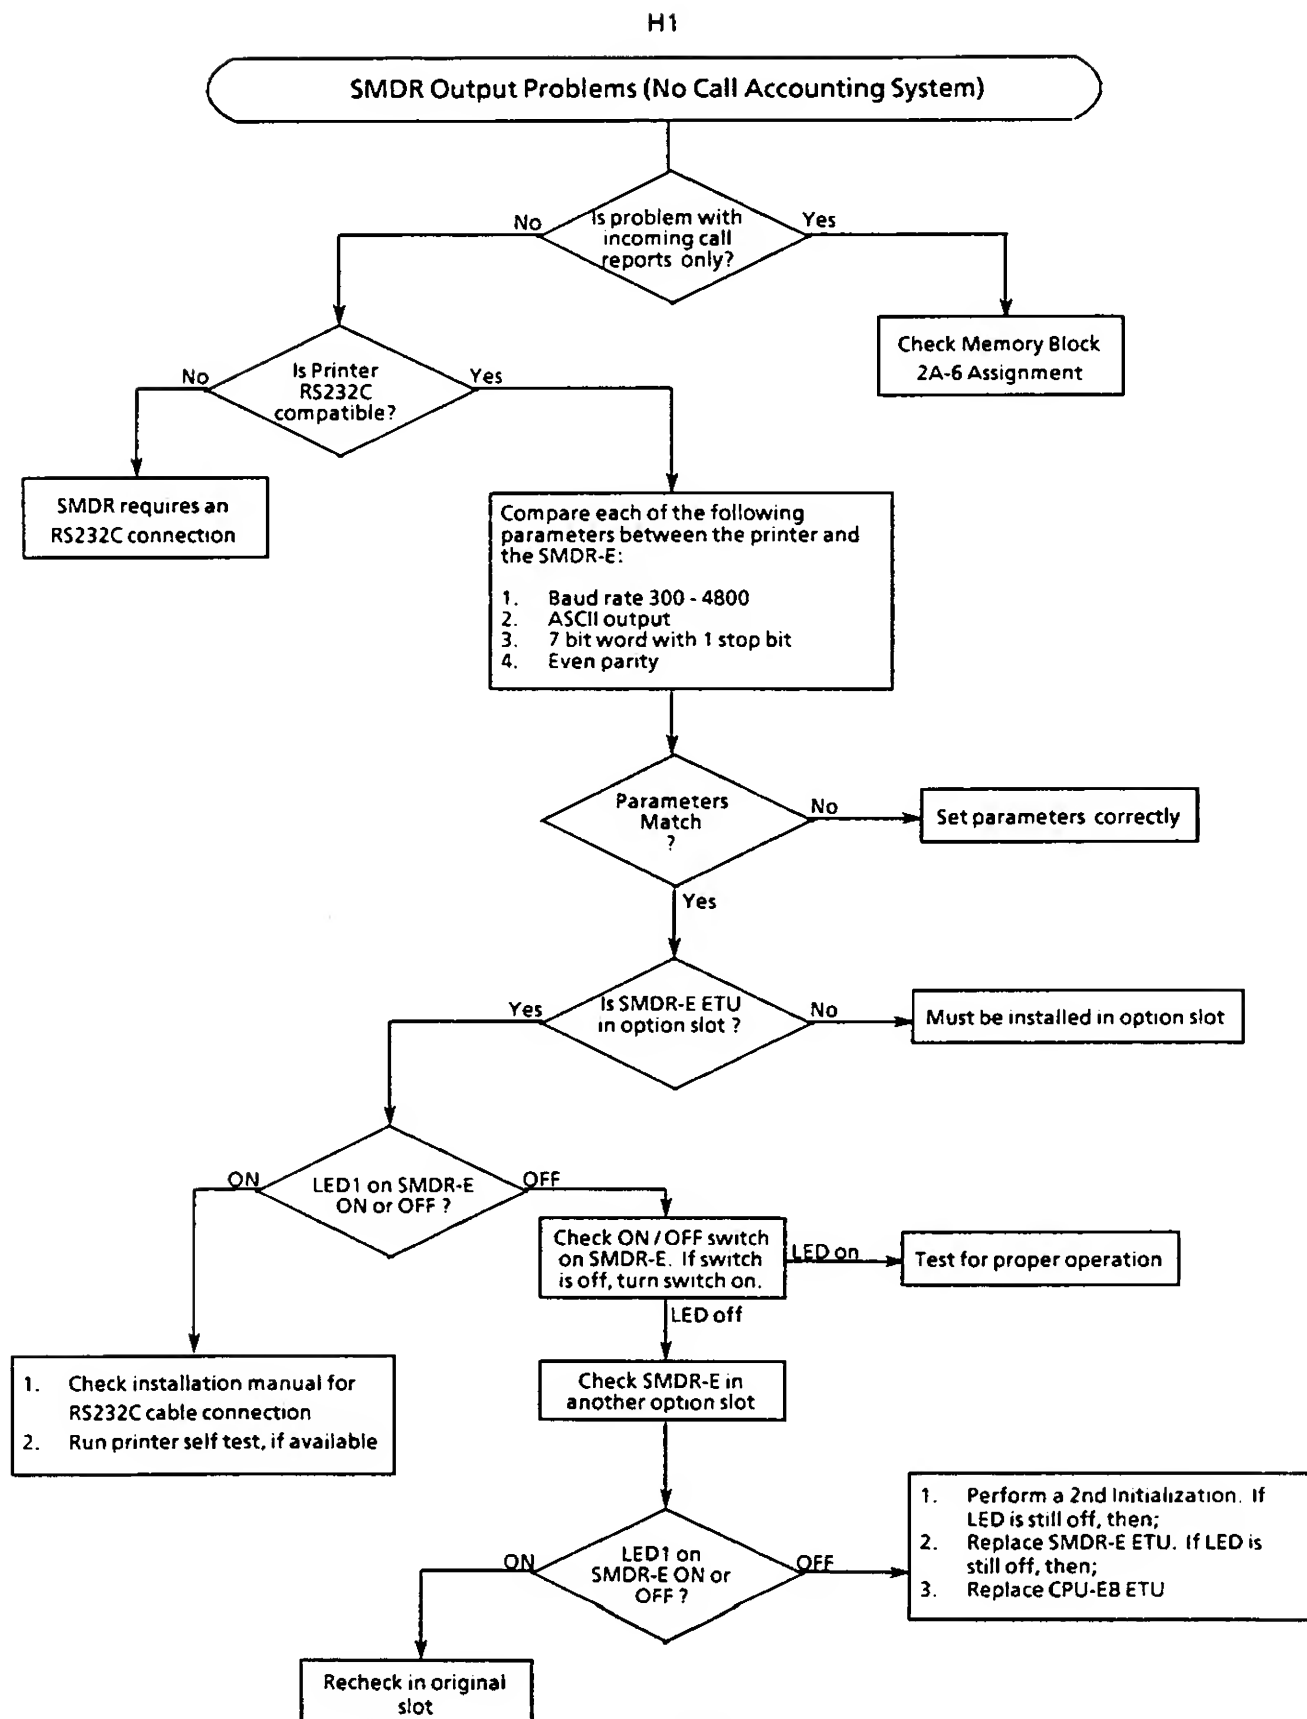 H1
SMDR Output Problems (No Call Accounting System)
No
Is problem with
incoming call
reports only?
Yes
No
Is Printer
RS232C
compatible?
Yes
Check Memory Block
2A-6 Assignment
SMDR requires an
RS232C connection
Compare each of the following
parameters between the printer and
the SMDR-E:
1. Baud rate 300 - 4800
2. ASCII output
3. 7 bit word with 1 stop bit
4. Even parity
Parameters
Match
?
No
Set parameters correctly
Yes
Yes
Is SMDR-E ETU
in option slot ?
No
Must be installed in option slot
ON
LED1 on SMDR-E
ON or OFF ?
OFF
Check ON / OFF switch
on SMDR-E. If switch
is off, turn switch on.
LED on
Test for proper operation
LED off
1. Check installation manual for
RS232C cable connection
2. Run printer self test, if available
Check SMDR-E in
another option slot
ON
LED1 on
SMDR-E ON or
OFF ?
OFF
1. Perform a 2nd Initialization. If
LED is still off, then;
2. Replace SMDR-E ETU. If LED is
still off, then;
3. Replace CPU-EB ETU
Recheck in original
slot